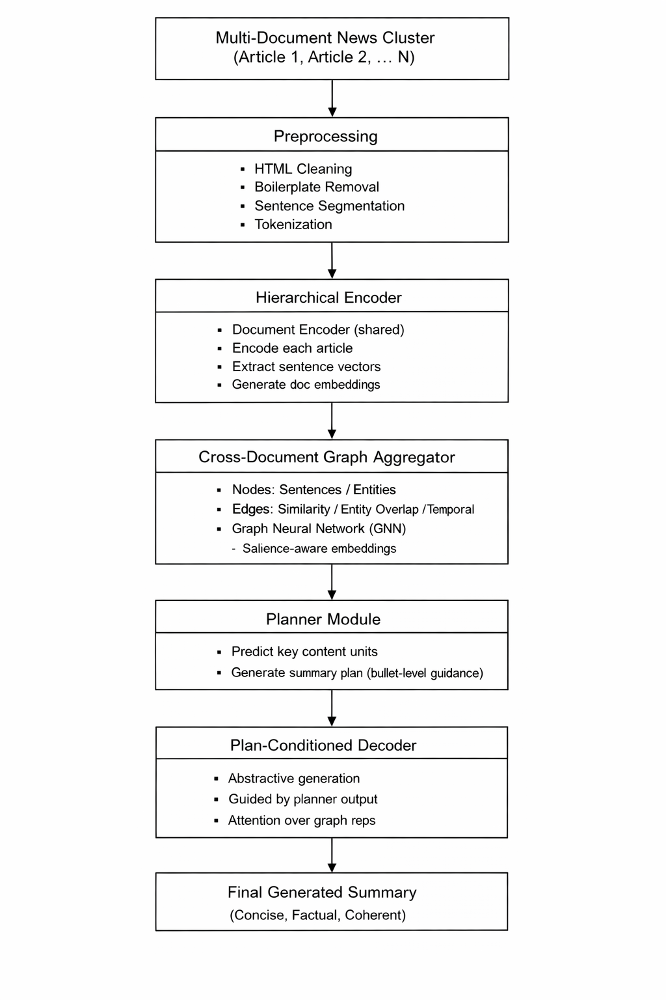 Multi-Document News Cluster
(Article 1, Article 2, … N)
Preprocessing
▪ HTML Cleaning
▪ Boilerplate Removal
▪ Sentence Segmentation
▪ Tokenization
Hierarchical Encoder
▪ Document Encoder (shared)
▪ Encode each article
▪ Extract sentence vectors
▪ Generate doc embeddings
Cross-Document Graph Aggregator
▪ Nodes: Sentences / Entities
▪ Edges: Similarity / Entity Overlap / Temporal
▪ Graph Neural Network (GNN)
- Salience-aware embeddings
Planner Module
▪ Predict key content units
▪ Generate summary plan (bullet-level guidance)
Plan-Conditioned Decoder
▪ Abstractive generation
▪ Guided by planner output
▪ Attention over graph reps
Final Generated Summary
(Concise, Factual, Coherent)